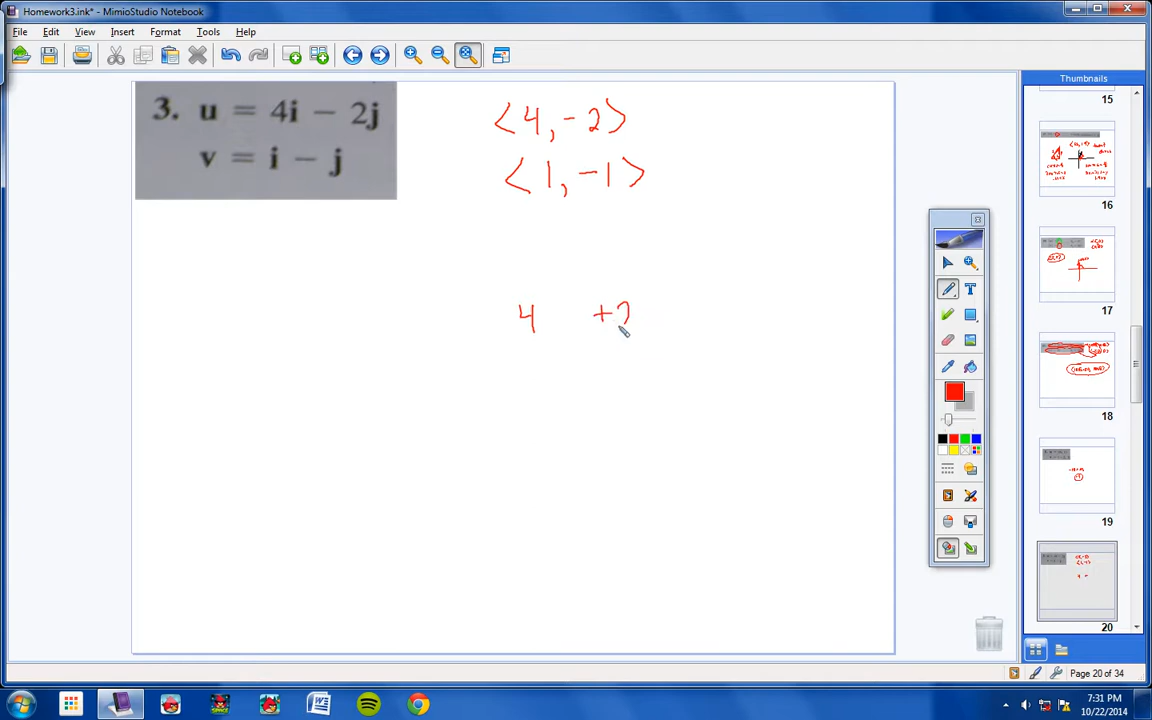 Homework3.ink* - MimioStudio Notebook
File Edit View Insert Format Tools Help
3. u = 4i − 2j
v = i − j
<4, -2>
<1, -1>
4 +2
Thumbnails
15
16
17
18
19
20
Page 20 of 34
7:31 PM
10/22/2014